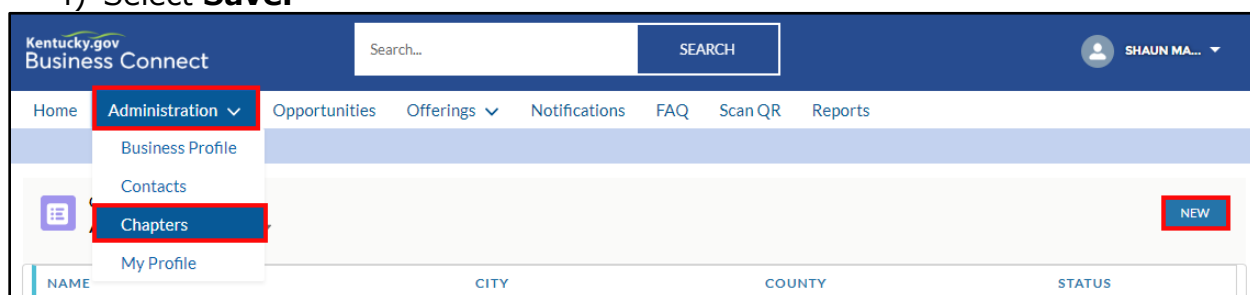 Select Save.
Kentucky.gov
Business Connect
Search...
SEARCH
SHAUN MA...
Home Administration Opportunities Offerings Notifications FAQ Scan QR Reports
Business Profile
Contacts
Chapters
My Profile
NEW
NAME CITY COUNTY STATUS